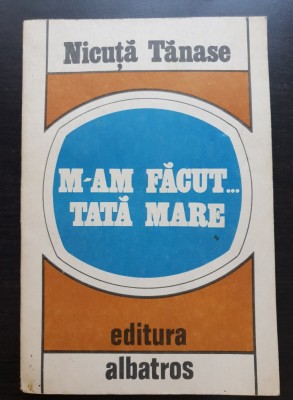 Nicuță Tănase
M-AM FĂCUT...
TATĂ MARE
editura
albatros